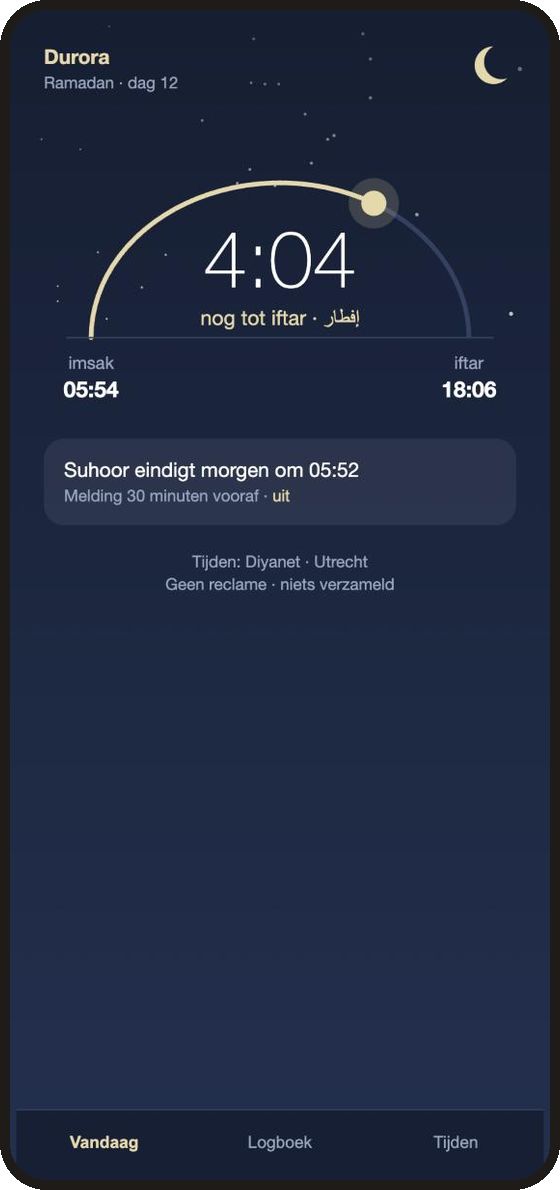 Durora
Ramadan · dag 12
4:04
nog tot iftar · إفطار
imsak
05:54
iftar
18:06
Suhoor eindigt morgen om 05:52
Melding 30 minuten vooraf · uit
Tijden: Diyanet · Utrecht
Geen reclame · niets verzameld
Vandaag
Logboek
Tijden